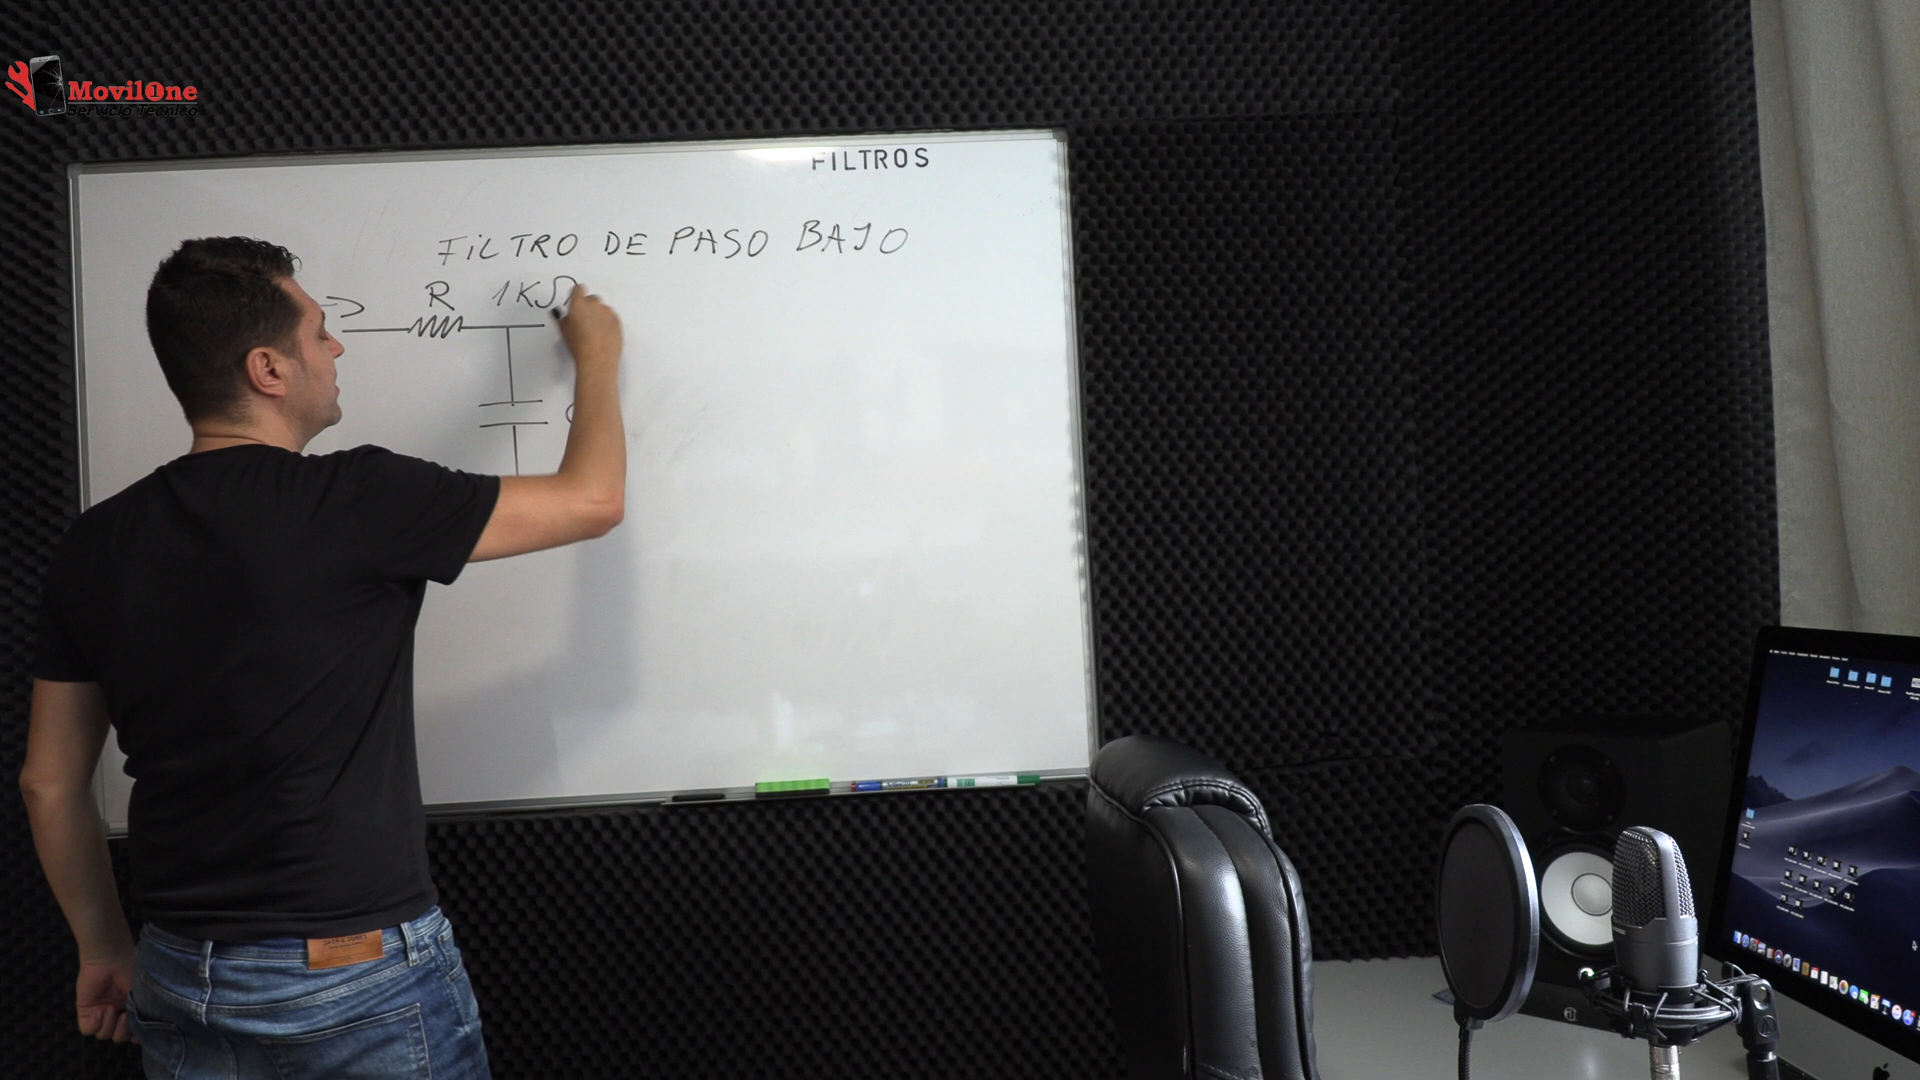 MovilOne
Servicio Técnico
FILTROS
FILTRO DE PASO BAJO
R 1KΩ